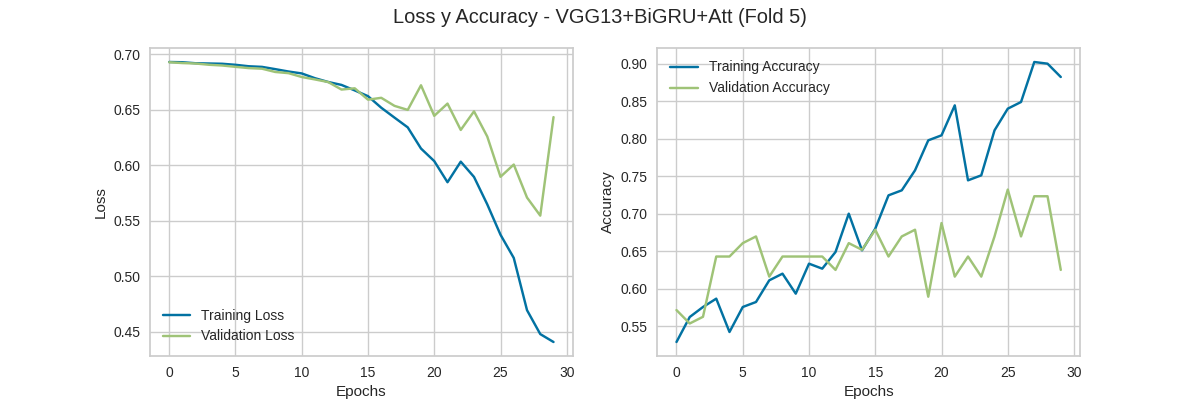 Loss y Accuracy - VGG13+BiGRU+Att (Fold 5)
0.70
0.65
0.60
0.55
0.50
0.45
Loss
Training Loss
Validation Loss
0 5 10 15 20 25 30
Epochs
0.90
0.85
0.80
0.75
0.70
0.65
0.60
0.55
Accuracy
Training Accuracy
Validation Accuracy
0 5 10 15 20 25 30
Epochs